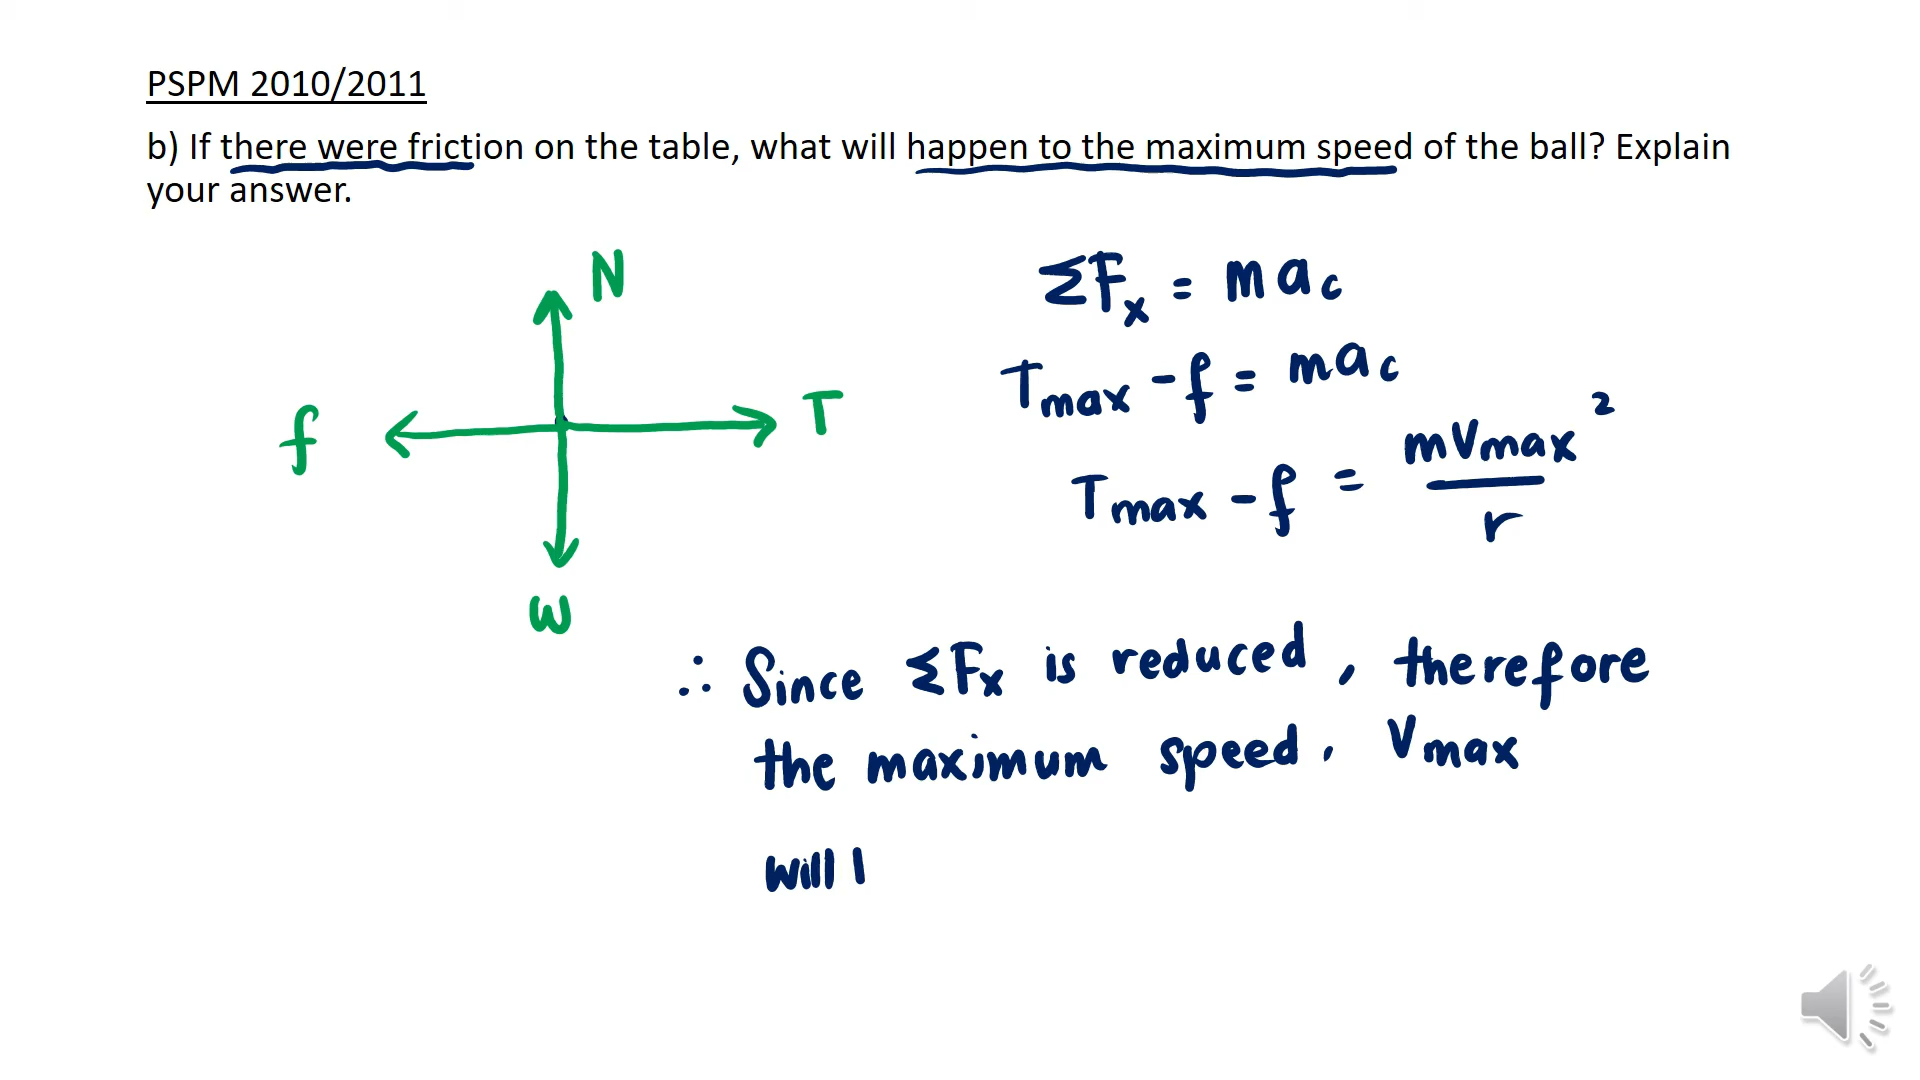 PSPM 2010/2011
b) If there were friction on the table, what will happen to the maximum speed of the ball? Explain
your answer.
N
f
T
W
ΣFx = mac
Tmax - f = mac
Tmax - f = mVmax² / r
∴ Since ΣFx is reduced, therefore
the maximum speed, Vmax
will l